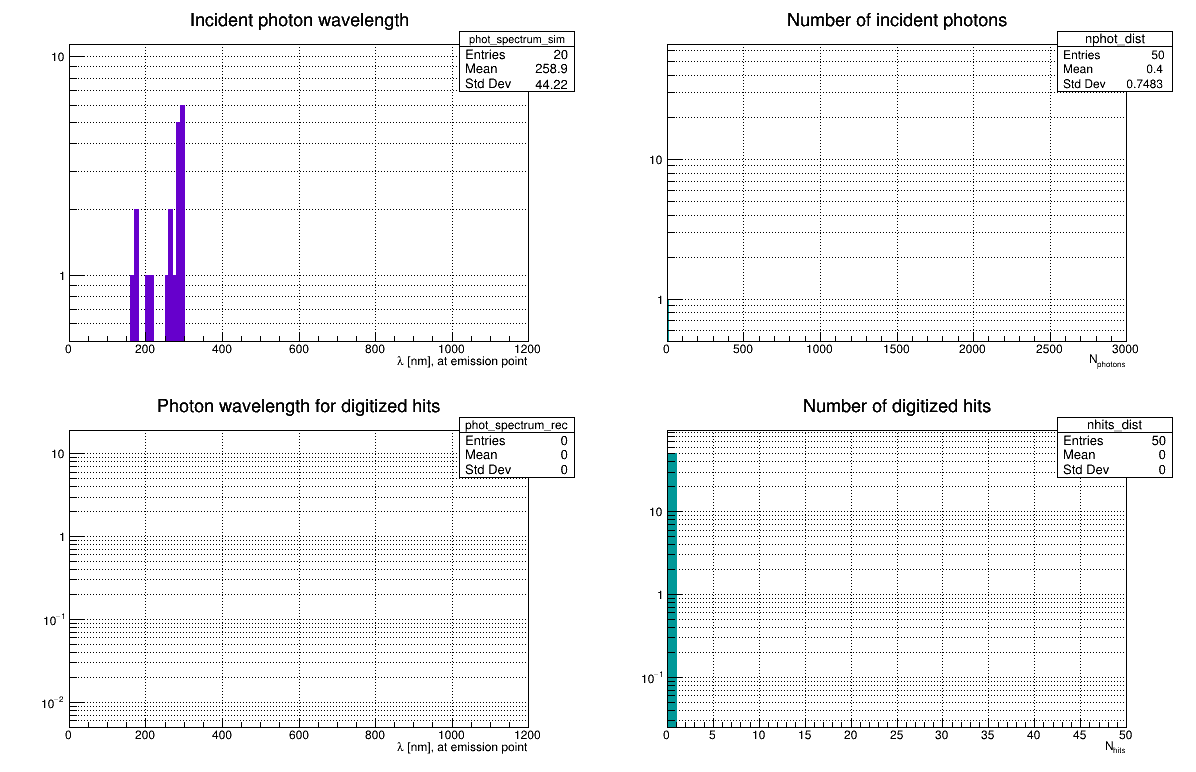 Incident photon wavelength
phot_spectrum_sim
Entries 20
Mean 258.9
Std Dev 44.22
10
1
0 200 400 600 800 1000 1200
λ [nm], at emission point
Number of incident photons
nphot_dist
Entries 50
Mean 0.4
Std Dev 0.7483
10
1
0 500 1000 1500 2000 2500 3000
N_photons
Photon wavelength for digitized hits
phot_spectrum_rec
Entries 0
Mean 0
Std Dev 0
10
1
10⁻¹
10⁻²
0 200 400 600 800 1000 1200
λ [nm], at emission point
Number of digitized hits
nhits_dist
Entries 50
Mean 0
Std Dev 0
10
1
10⁻¹
0 5 10 15 20 25 30 35 40 45 50
N_hits